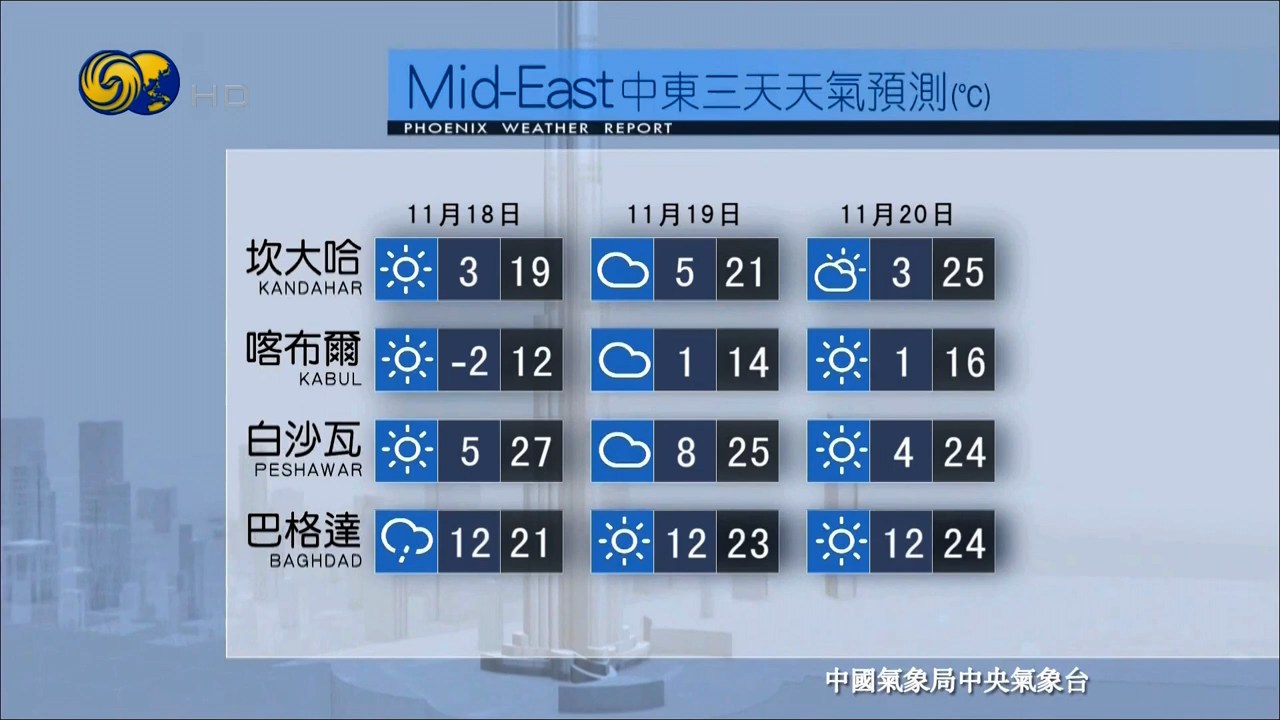 HD
Mid-East 中東三天天氣預測(°C)
PHOENIX WEATHER REPORT
11月18日 11月19日 11月20日
坎大哈 3 19 5 21 3 25
KANDAHAR
喀布爾 -2 12 1 14 1 16
KABUL
白沙瓦 5 27 8 25 4 24
PESHAWAR
巴格達 12 21 12 23 12 24
BAGHDAD
中國氣象局中央氣象台